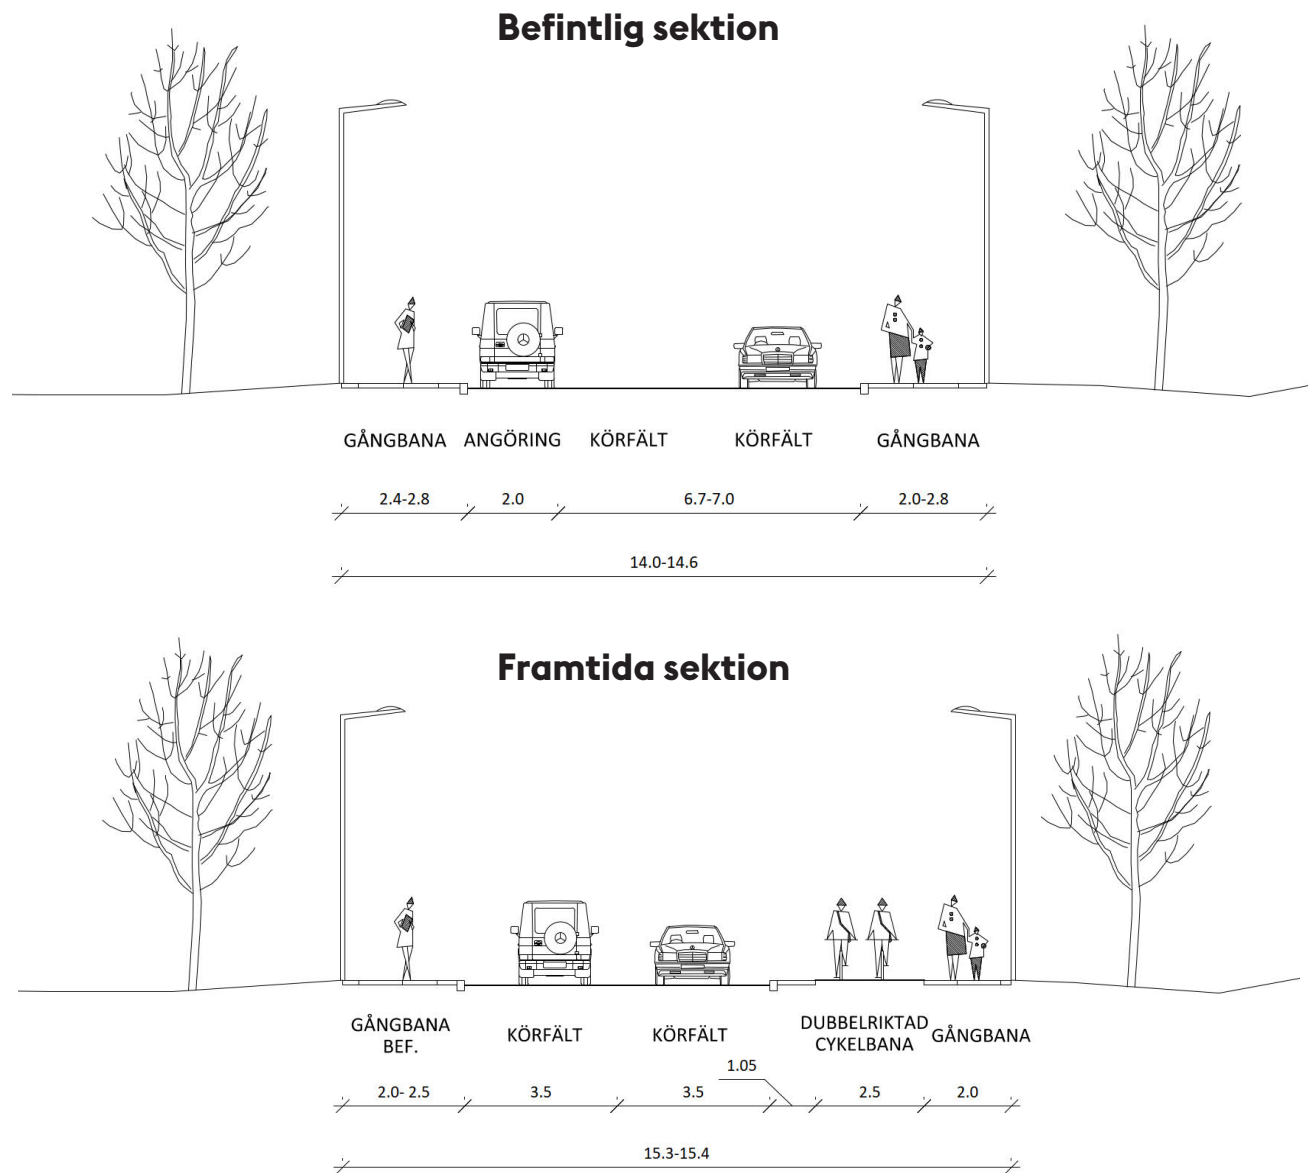 Befintlig sektion
GÅNGBANA ANGÖRING KÖRFÄLT KÖRFÄLT GÅNGBANA
2.4-2.8 2.0 6.7-7.0 2.0-2.8
14.0-14.6
Framtida sektion
GÅNGBANA
BEF.
KÖRFÄLT
KÖRFÄLT
DUBBELRIKTAD
CYKELBANA
GÅNGBANA
1.05
2.0- 2.5 3.5 3.5 2.5 2.0
15.3-15.4